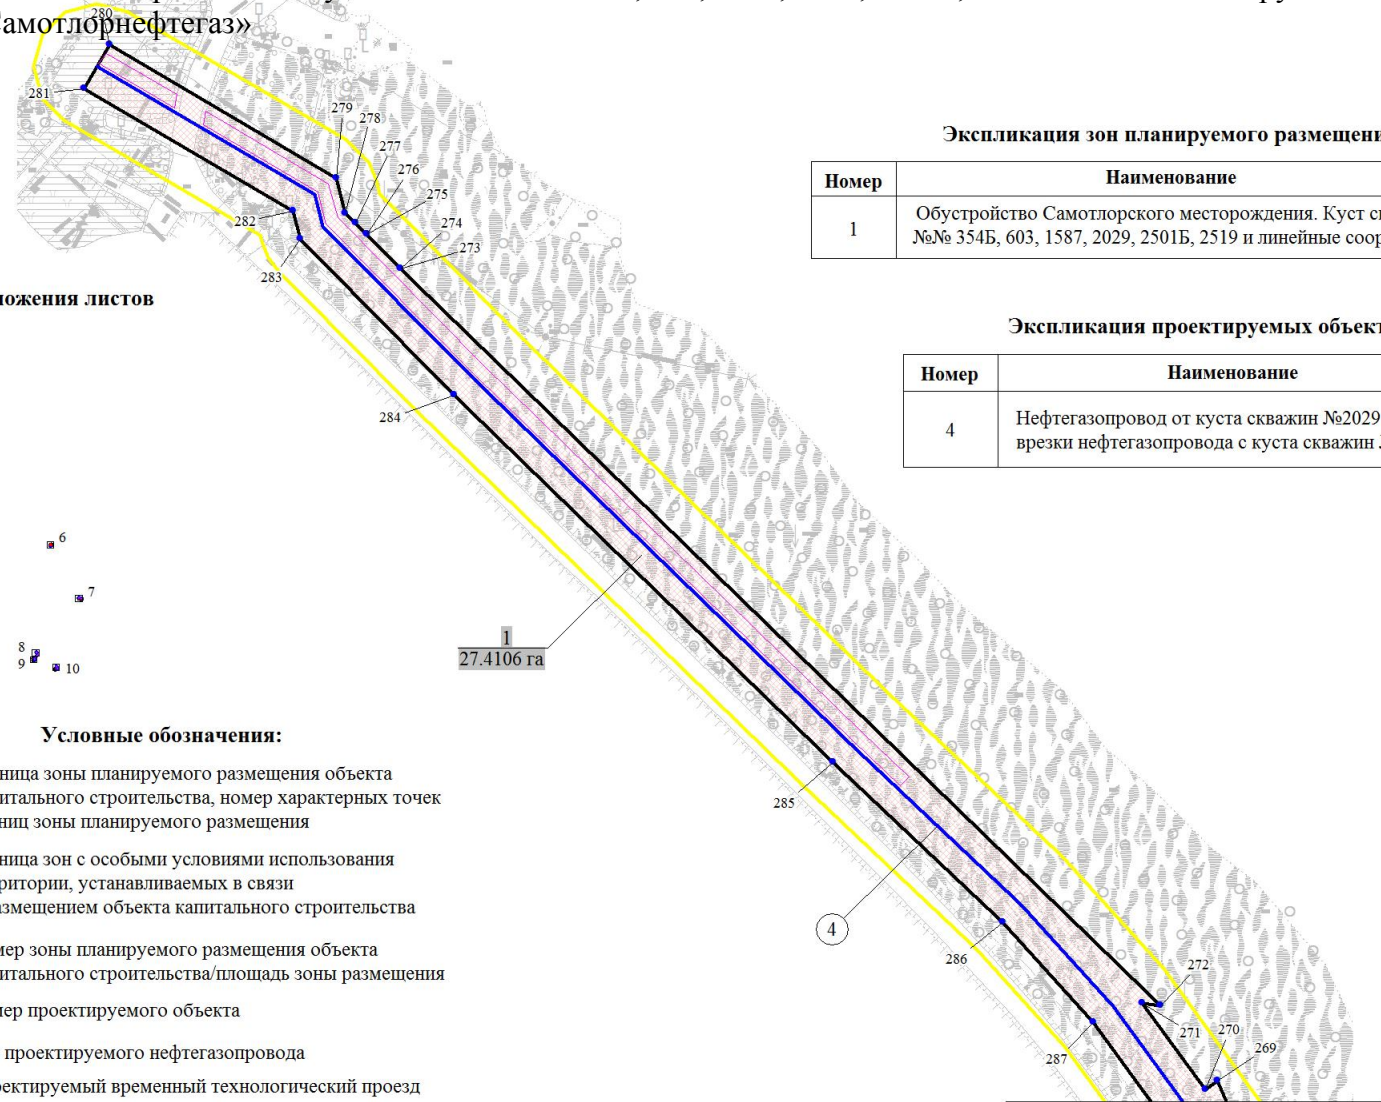 амотлорнефтегаз»
280
281
279
278
277
276
275
274
273
282
283
284
Экспликация зон планируемого размещени
Номер
Наименование
1
Обустройство Самотлорского месторождения. Куст с
№№ 354Б, 603, 1587, 2029, 2501Б, 2519 и линейные соор
ложения листов
Экспликация проектируемых объект
Номер
Наименование
4
Нефтегазопровод от куста скважин №2029
врезки нефтегазопровода с куста скважин
6
7
8
9
10
1
27.4106 га
Условные обозначения:
ница зоны планируемого размещения объекта
итального строительства, номер характерных точек
ниц зоны планируемого размещения
ница зон с особыми условиями использования
ритории, устанавливаемых в связи
азмещением объекта капитального строительства
мер зоны планируемого размещения объекта
итального строительства/площадь зоны размещения
мер проектируемого объекта
проектируемого нефтегазопровода
ектируемый временный технологический проезд
285
4
286
272
271
270
269
287